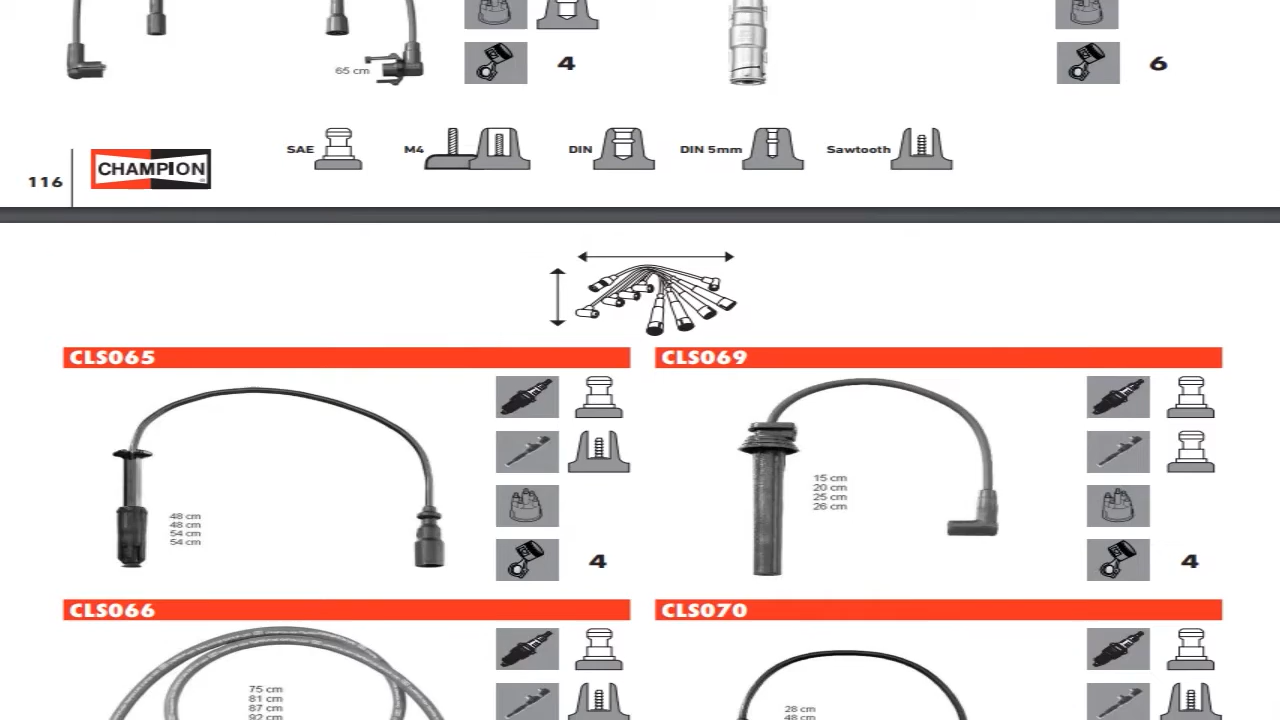 65 cm
4
6
SAE
M4
DIN
DIN 5mm
Sawtooth
116
CHAMPION
CLS065
48 cm
48 cm
54 cm
54 cm
4
CLS069
15 cm
20 cm
25 cm
26 cm
4
CLS066
75 cm
81 cm
87 cm
92 cm
CLS070
28 cm
48 cm